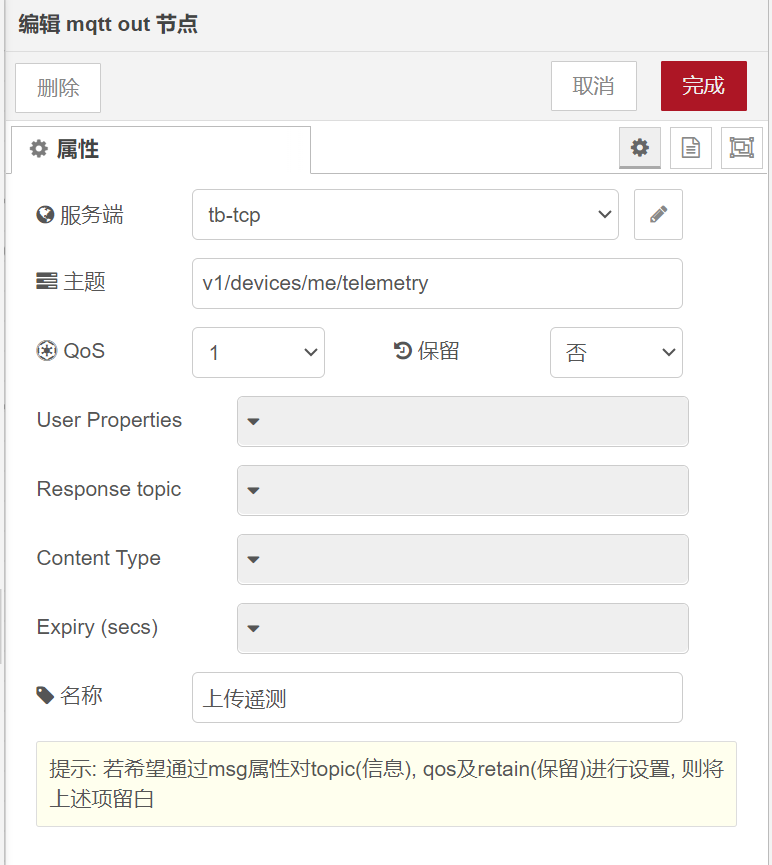 编辑 mqtt out 节点
删除 取消 完成
属性
服务端 tb-tcp
主题 v1/devices/me/telemetry
QoS 1 保留 否
User Properties
Response topic
Content Type
Expiry (secs)
名称 上传遥测
提示: 若希望通过msg属性对topic(信息), qos及retain(保留)进行设置, 则将
上述项留白